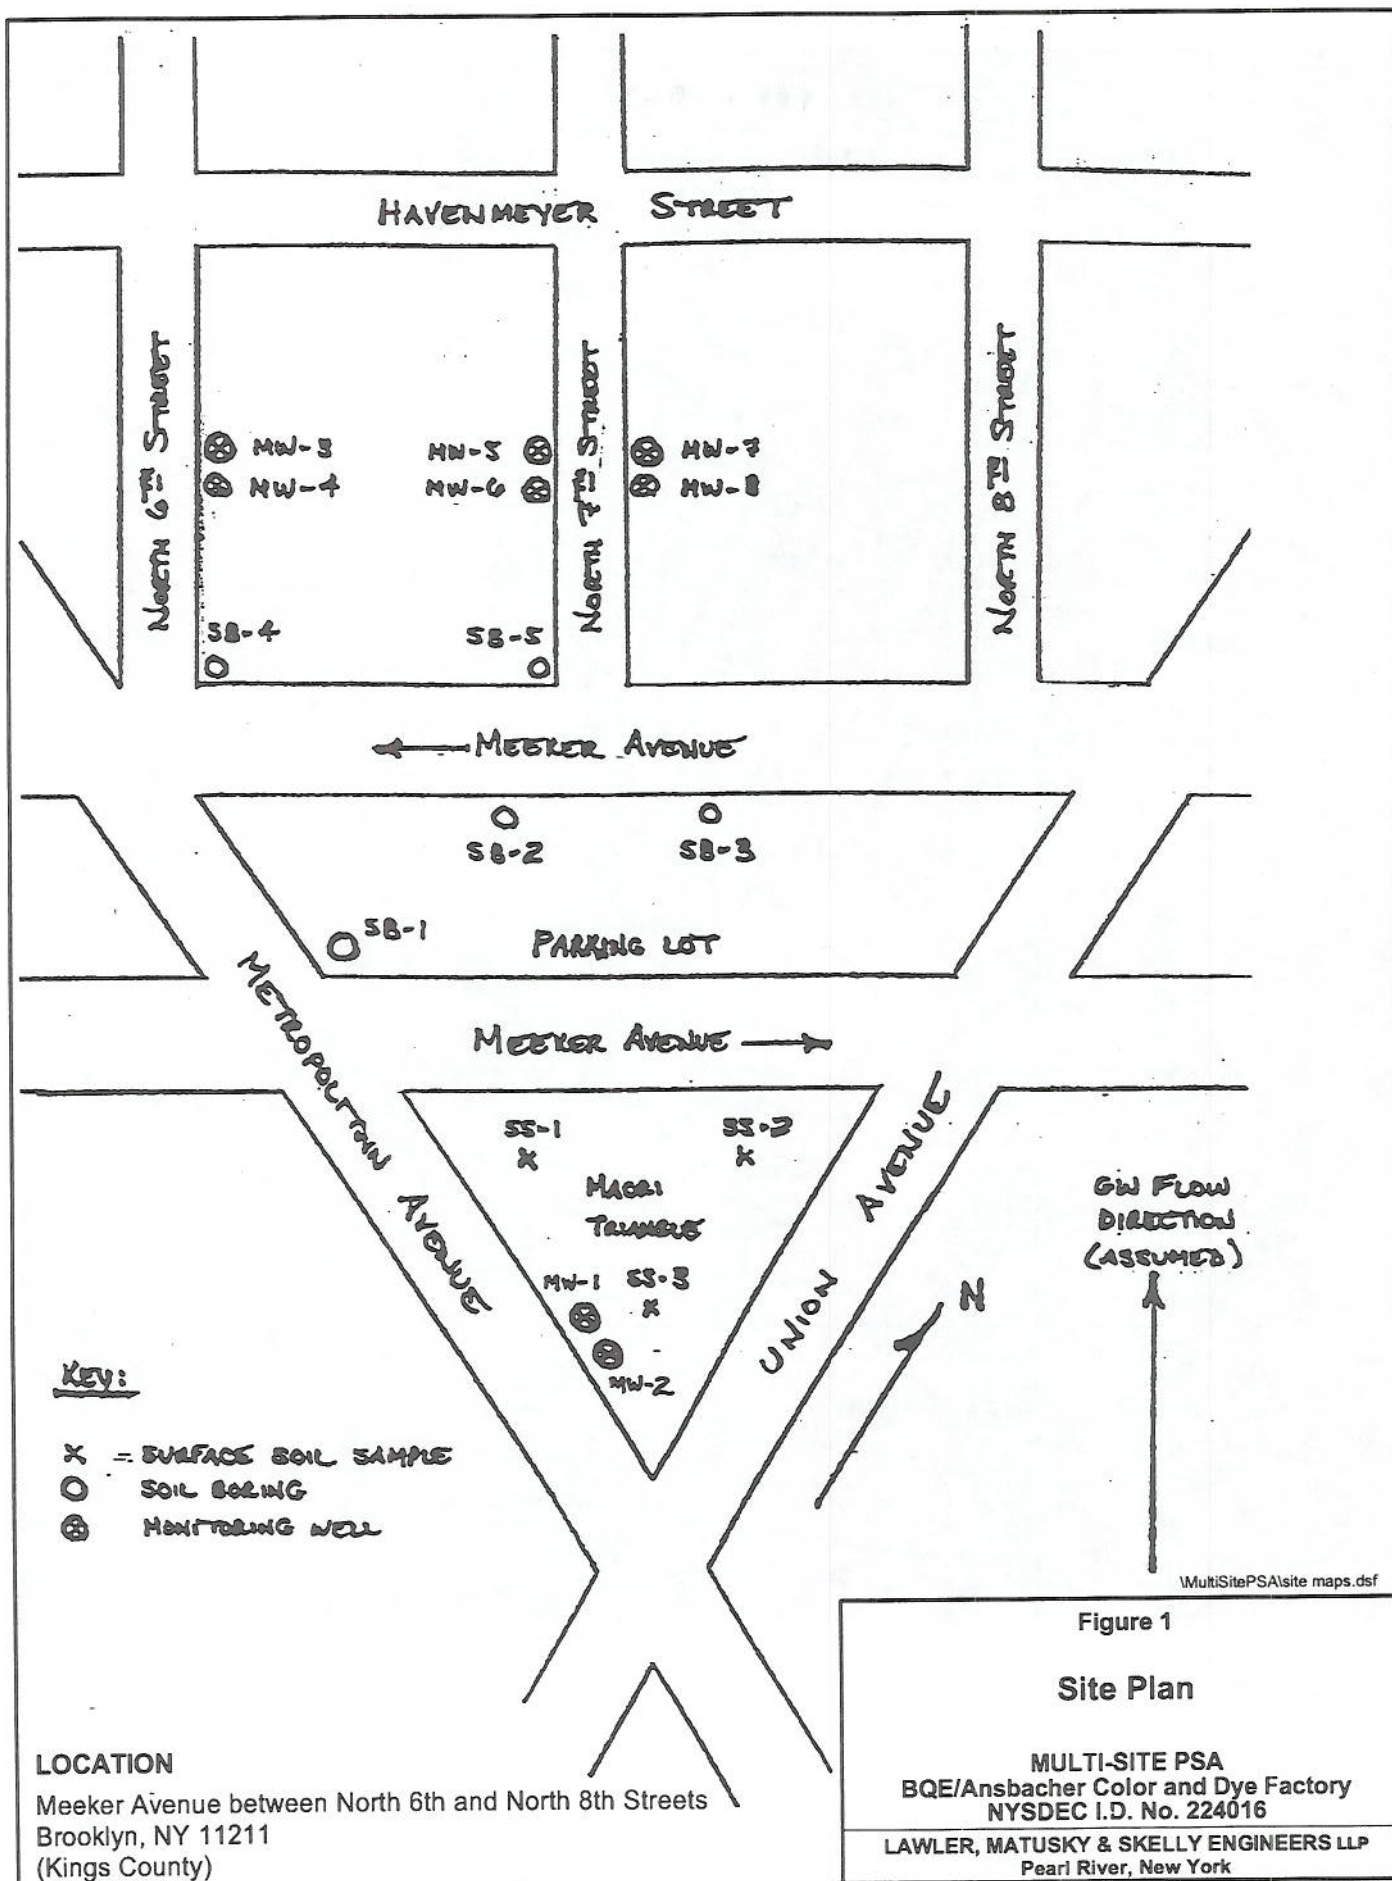 HAVENMEYER STREET
NORTH 6TH STREET
NORTH 7TH STREET
NORTH 8TH STREET
MW-3
MW-4
MW-5
MW-6
MW-7
MW-8
SB-4
SB-5
MEEKER AVENUE
SB-2
SB-3
SB-1
PARKING LOT
METROPOLITAN AVENUE
MEEKER AVENUE
SS-1
SS-2
MACRI
TRIANGLE
MW-1
SS-3
MW-2
UNION AVENUE
GW FLOW
DIRECTION
(ASSUMED)
N
KEY:
X = SURFACE SOIL SAMPLE
SOIL BORING
MONITORING WELL
\MultiSitePSA\site maps.dsf
Figure 1
Site Plan
MULTI-SITE PSA
BQE/Ansbacher Color and Dye Factory
NYSDEC I.D. No. 224016
LAWLER, MATUSKY & SKELLY ENGINEERS LLP
Pearl River, New York
LOCATION
Meeker Avenue between North 6th and North 8th Streets
Brooklyn, NY 11211
(Kings County)